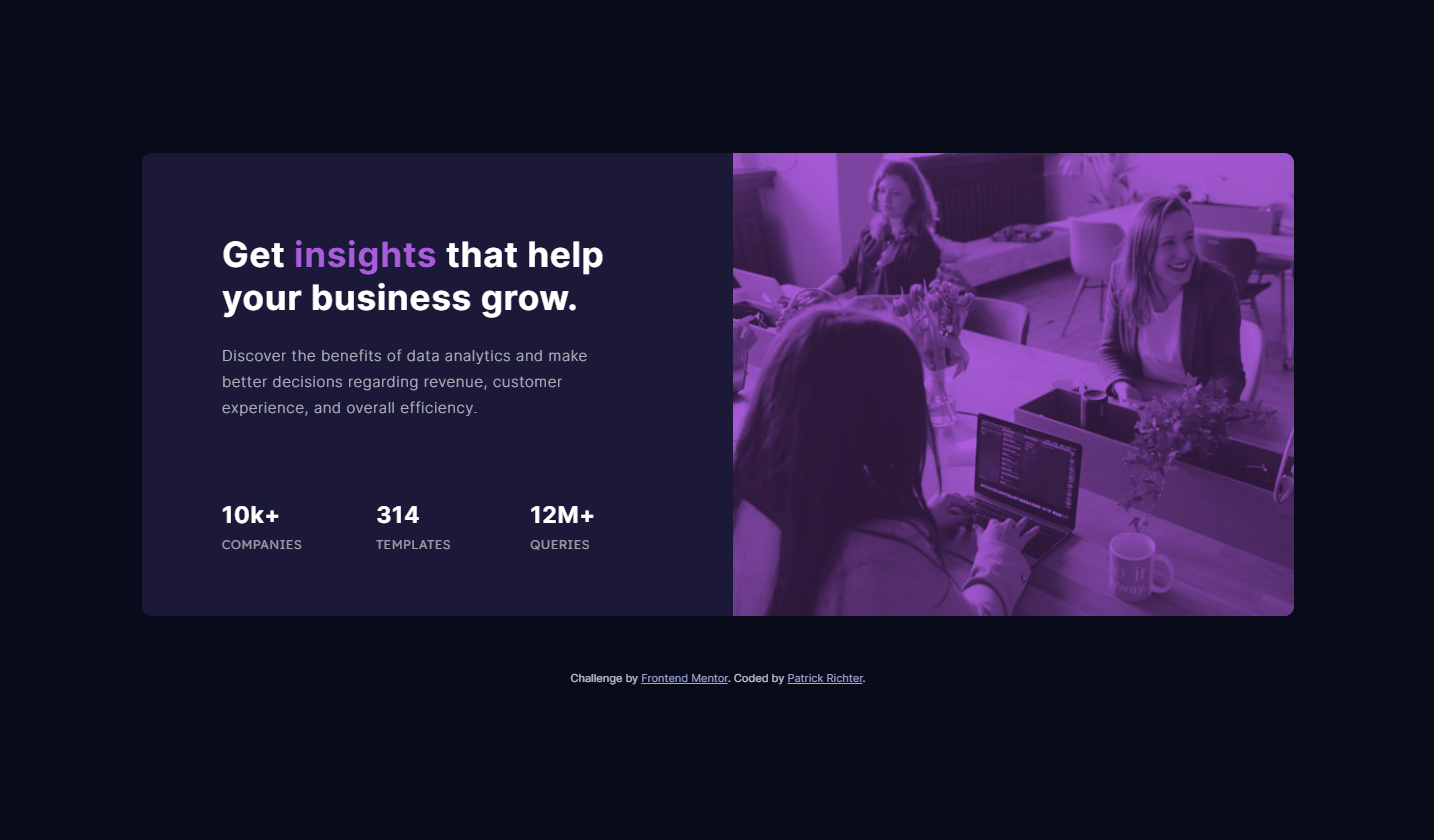 Get insights that help
your business grow.
Discover the benefits of data analytics and make
better decisions regarding revenue, customer
experience, and overall efficiency.
10k+ 314 12M+
COMPANIES TEMPLATES QUERIES
Challenge by Frontend Mentor. Coded by Patrick Richter.